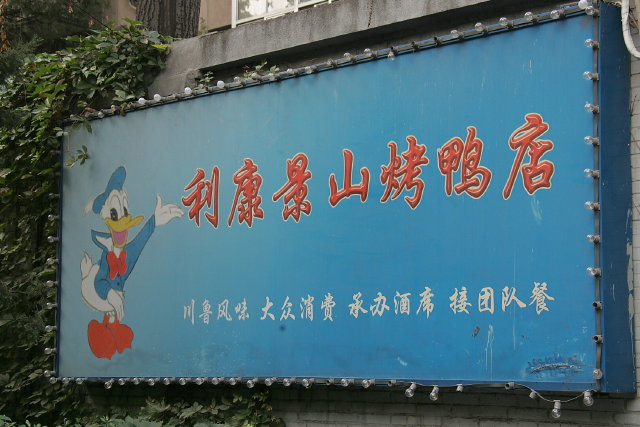 利康景山烤鸭店
川鲁风味 大众消费 承办酒席 接团队餐